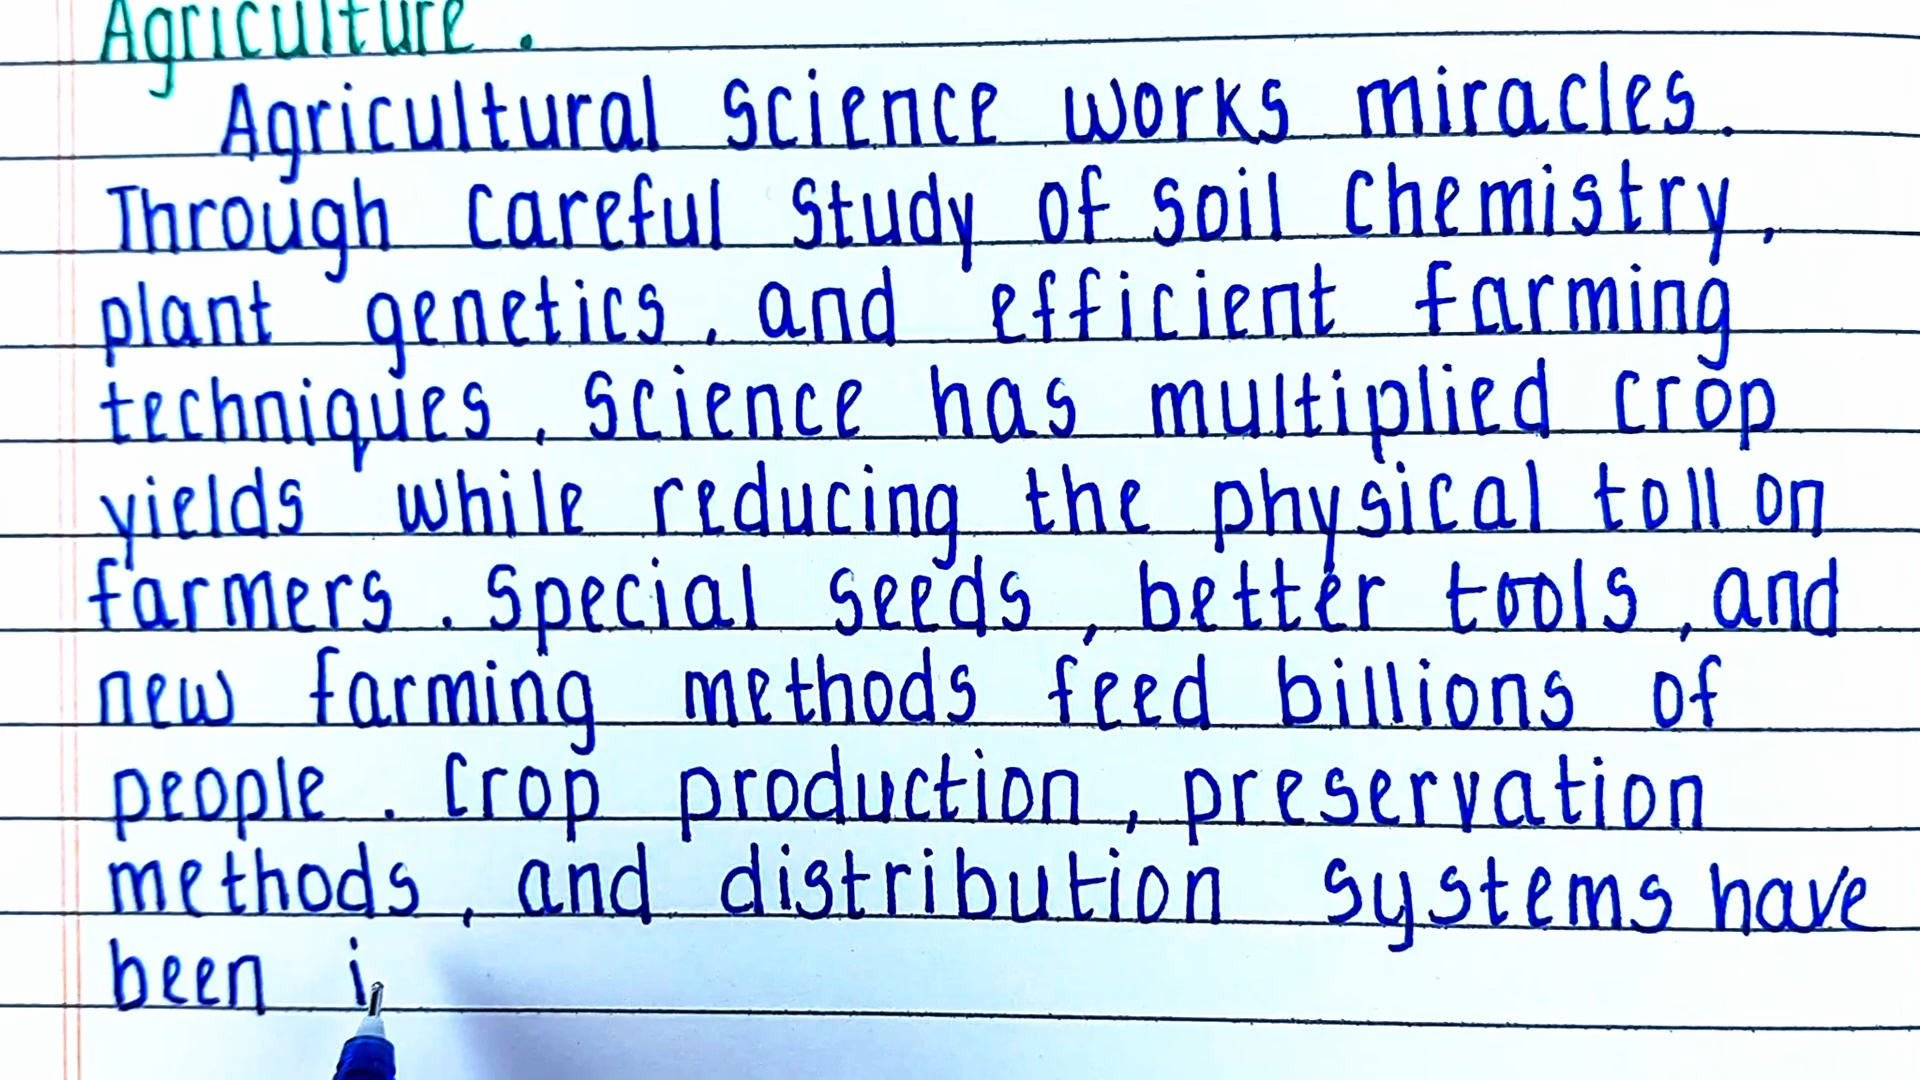 Agriculture.
Agricultural science works miracles.
Through careful study of soil chemistry,
plant genetics, and efficient farming
techniques, science has multiplied crop
yields while reducing the physical toll on
farmers. Special seeds, better tools, and
new farming methods feed billions of
people. Crop production, preservation
methods, and distribution systems have
been i